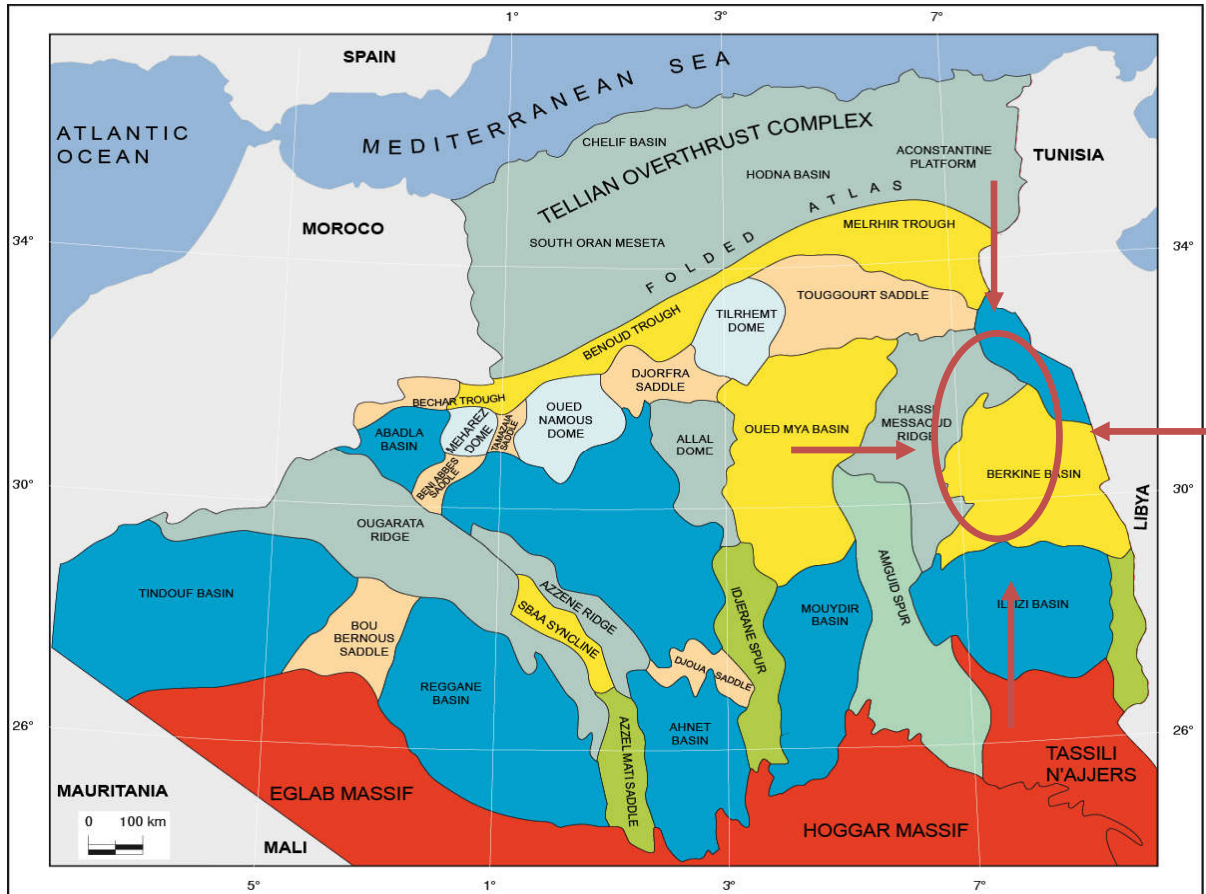 1°
3°
7°
SPAIN
MEDITERRANEAN SEA
ATLANTIC
OCEAN
CHELIF BASIN
TELLIAN OVERTHRUST COMPLEX
ACONSTANTINE
PLATFORM
TUNISIA
HODNA BASIN
MOROCO
FOLDED ATLAS
MELRHIR TROUGH
SOUTH ORAN MESETA
34°
34°
TOUGGOURT SADDLE
TILRHEMT
DOME
BENOUD TROUGH
DJORFRA
SADDLE
BECHAR TROUGH
OUED
NAMOUS DOME
MEHAREZ
DOME
TAMAZAIA
SADDLE
ABADLA
BASIN
ALLAL
DOME
OUED MYA BASIN
HASSI
MESSAOUD
RIDGE
BERKINE BASIN
BENI ABBES
SADDLE
30°
30°
LIBYA
OUGARATA
RIDGE
TINDOUF BASIN
AZZENE RIDGE
SBAA SYNCLINE
IDJERANE SPUR
MOUYDIR
BASIN
AMGUID SPUR
ILLIZI BASIN
BOU
BERNOUS
SADDLE
DJOUA SADDLE
REGGANE
BASIN
AHNET
BASIN
AZZEL MATI SADDLE
26°
26°
TASSILI
N'AJJERS
MAURITANIA
EGLAB MASSIF
0 100 km
HOGGAR MASSIF
MALI
5°
1°
3°
7°